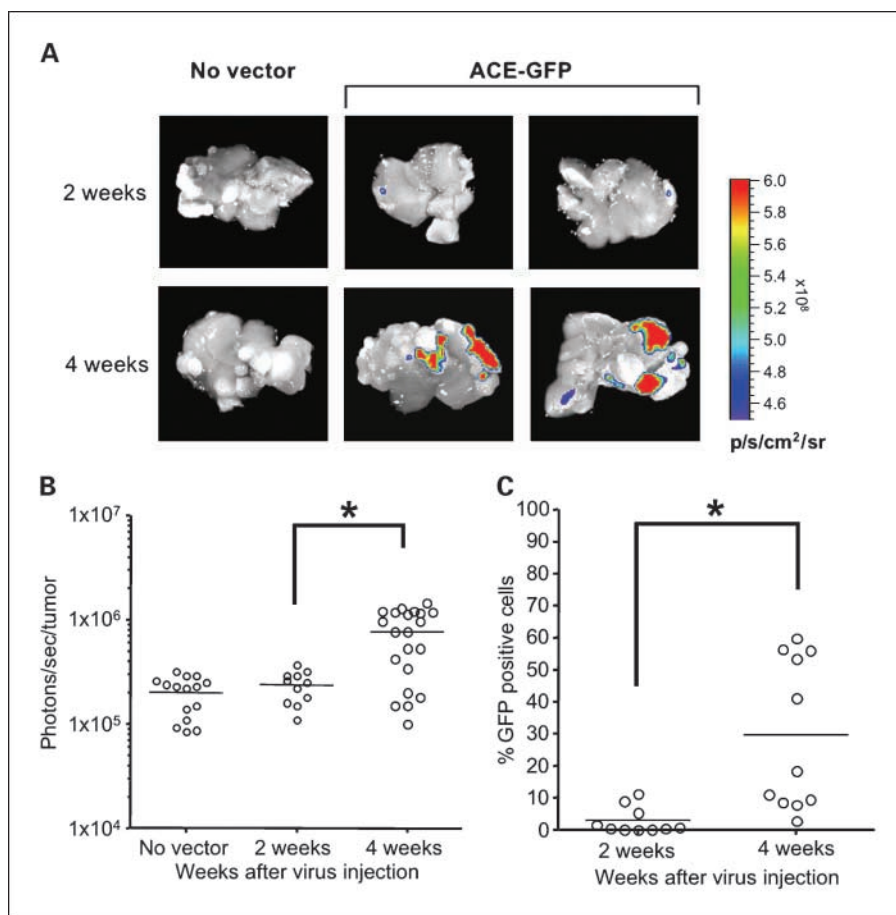 A
No vector
ACE-GFP
2 weeks
4 weeks
6.0
5.8
5.6
5.4
5.2
5.0
4.8
4.6
x10⁸
p/s/cm²/sr
B
Photons/sec/tumor
1x10⁷
1x10⁶
1x10⁵
1x10⁴
*
No vector
2 weeks
4 weeks
Weeks after virus injection
C
% GFP positive cells
100
90
80
70
60
50
40
30
20
10
0
*
2 weeks
4 weeks
Weeks after virus injection